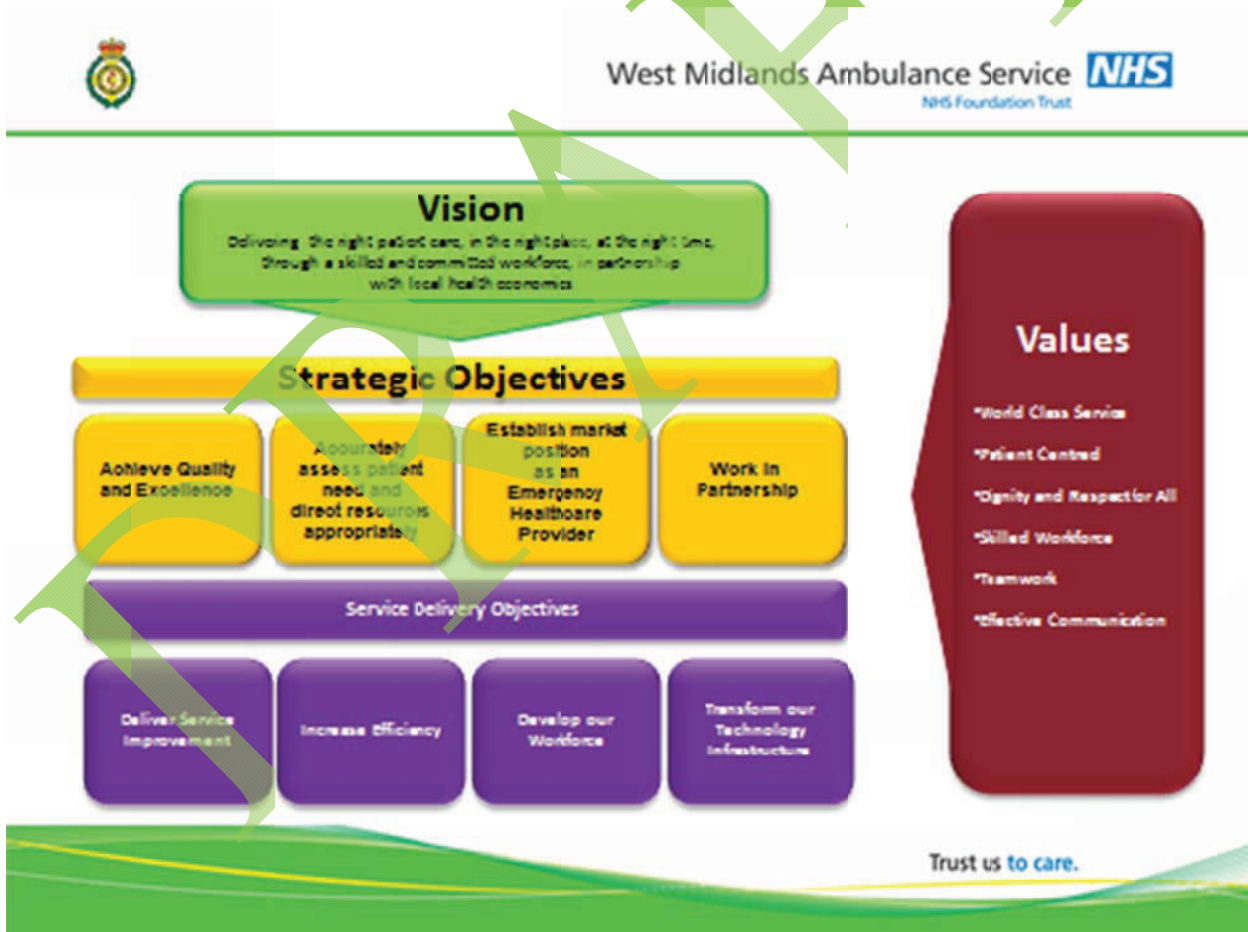 West Midlands Ambulance Service NHS
NHS Foundation Trust
Vision
Delivering the right patient care, in the right place, at the right time,
through a skilled and committed workforce, in partnership
with local health economies
Strategic Objectives
Achieve Quality
and Excellence
Accurately
assess patient
need and
direct resources
appropriately
Establish market
position
as an
Emergency
Healthcare
Provider
Work in
Partnership
Service Delivery Objectives
Deliver Service
Improvement
Increase Efficiency
Develop our
Workforce
Transform our
Technology
Infrastructure
Values
*World Class Service
*Patient Centred
*Dignity and Respect for All
*Skilled Workforce
*Teamwork
*Effective Communication
Trust us to care.